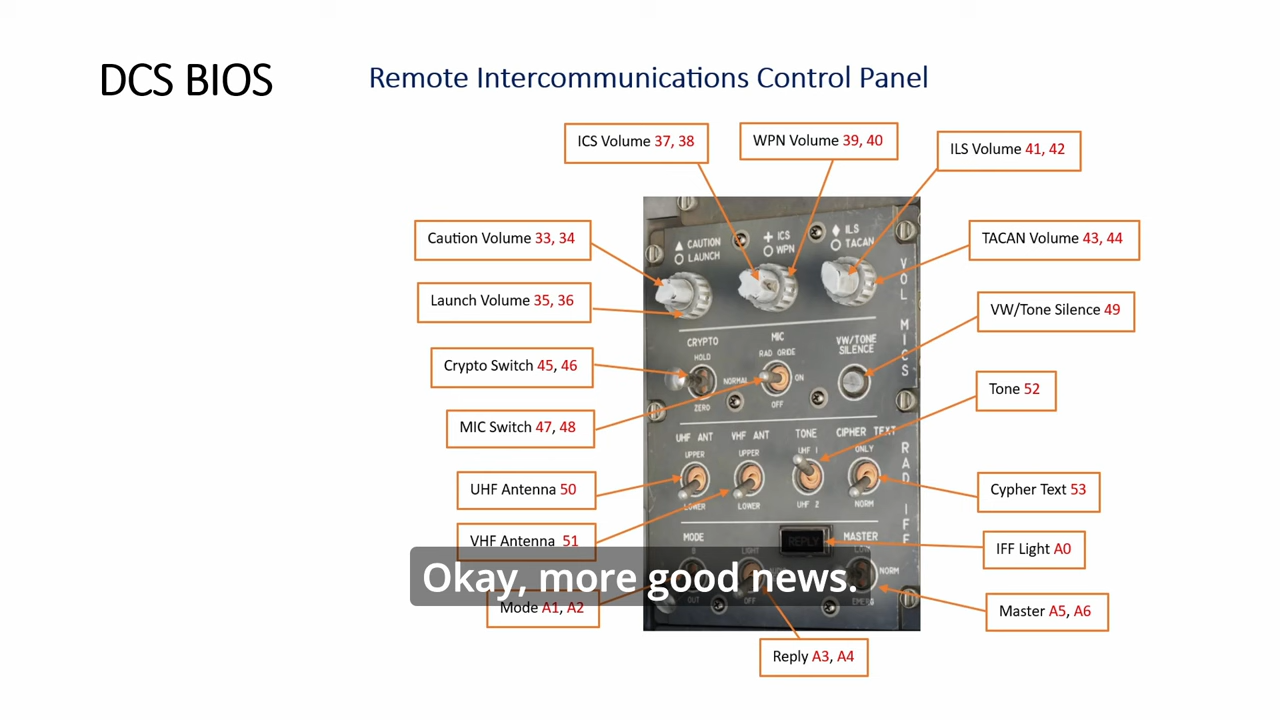 DCS BIOS
Remote Intercommunications Control Panel
ICS Volume 37, 38
WPN Volume 39, 40
ILS Volume 41, 42
Caution Volume 33, 34
TACAN Volume 43, 44
Launch Volume 35, 36
VW/Tone Silence 49
Crypto Switch 45, 46
Tone 52
MIC Switch 47, 48
UHF Antenna 50
Cypher Text 53
VHF Antenna 51
IFF Light A0
Mode A1, A2
Master A5, A6
Reply A3, A4
CAUTION
LAUNCH
ICS
WPN
ILS
TACAN
VOL
MICS
CRYPTO
HOLD
NORMAL
ZERO
MIC
RAD ORIDE
ON
OFF
VW/TONE
SILENCE
UHF ANT
UPPER
LOWER
VHF ANT
UPPER
LOWER
TONE
UHF 1
UHF 2
CIPHER TEXT
ONLY
NORM
RAD
IFF
MODE
OUT
LIGHT
OFF
REPLY
MASTER
LOW
NORM
EMERG
Okay, more good news.